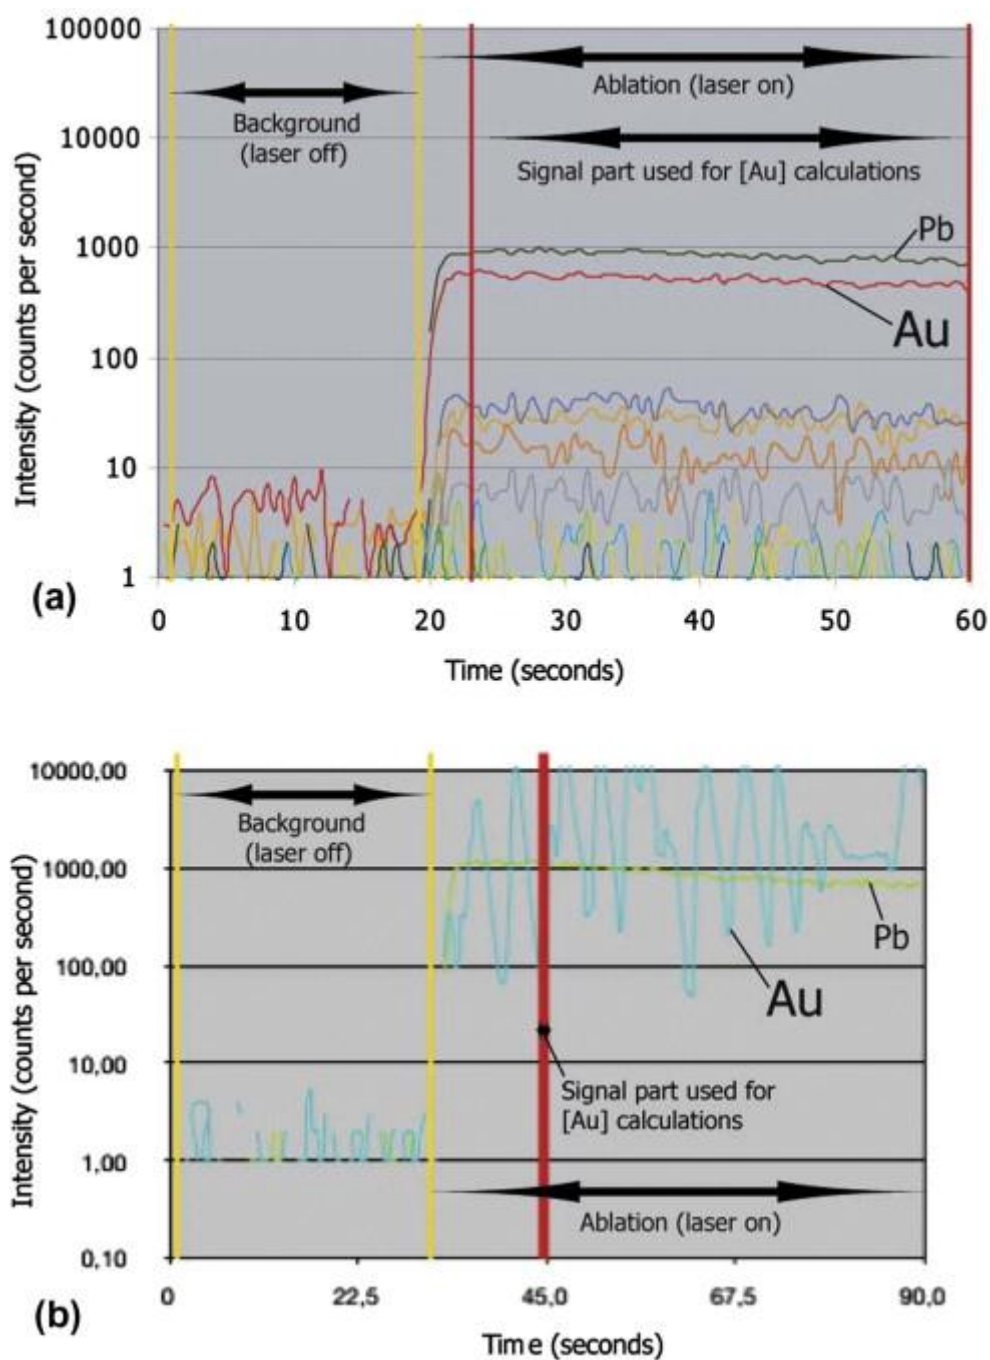 100000
Ablation (laser on)
Background
(laser off)
10000
Signal part used for [Au] calculations
1000
Pb
Au
100
10
1
Intensity (counts per second)
(a)
0 10 20 30 40 50 60
Time (seconds)
10000,00
Background
(laser off)
1000,00
Pb
100,00
Au
10,00
Signal part used for
[Au] calculations
1,00
Ablation (laser on)
0,10
Intensity (counts per second)
(b)
0 22,5 45,0 67,5 90,0
Time (seconds)